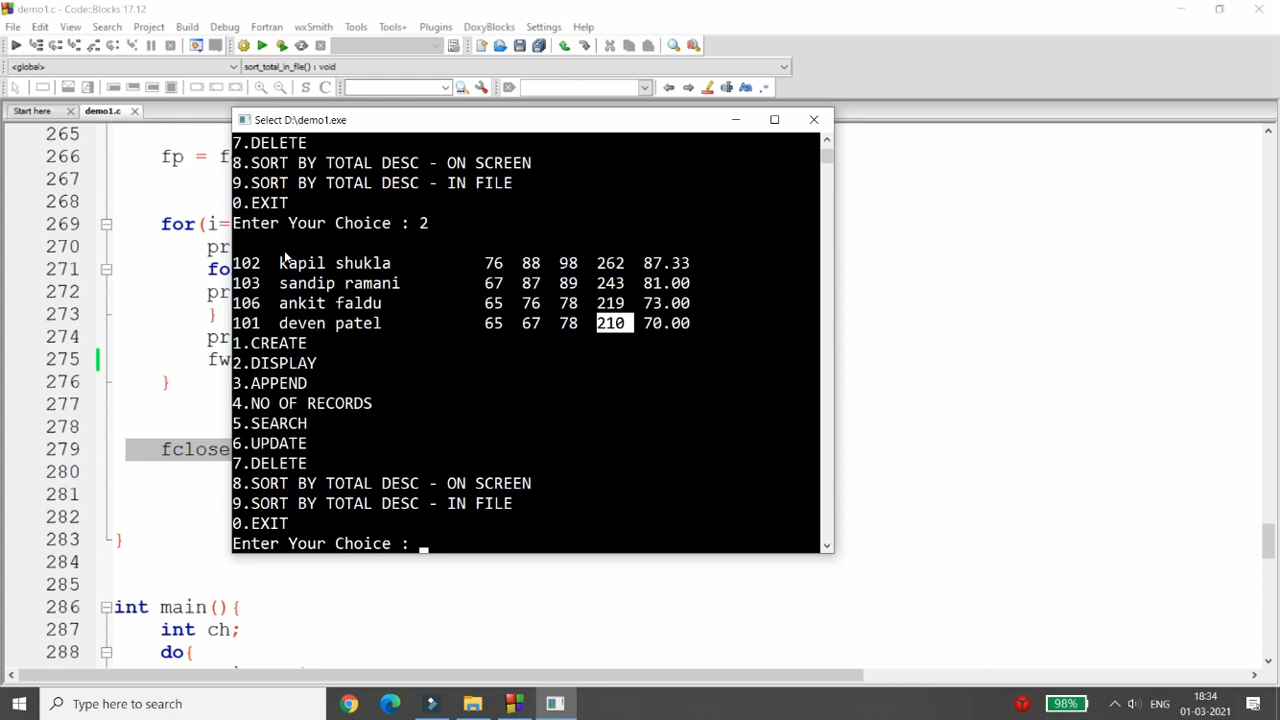 demo1.c - Code::Blocks 17.12
File Edit View Search Project Build Debug Fortran wxSmith Tools Tools+ Plugins DoxyBlocks Settings Help
<global> sort_total_in_file() : void
S C
Start here demo1.c
Select D:\demo1.exe
265
266 fp = f
267
268
269 for(i=
270 pr
271 fo
272 pr
273 }
274 pr
275 fw
276 }
277
278
279 fclose
280
281
282
283 }
284
285
286 int main(){
287 int ch;
288 do{
7.DELETE
8.SORT BY TOTAL DESC - ON SCREEN
9.SORT BY TOTAL DESC - IN FILE
0.EXIT
Enter Your Choice : 2
102 kapil shukla 76 88 98 262 87.33
103 sandip ramani 67 87 89 243 81.00
106 ankit faldu 65 76 78 219 73.00
101 deven patel 65 67 78 210 70.00
1.CREATE
2.DISPLAY
3.APPEND
4.NO OF RECORDS
5.SEARCH
6.UPDATE
7.DELETE
8.SORT BY TOTAL DESC - ON SCREEN
9.SORT BY TOTAL DESC - IN FILE
0.EXIT
Enter Your Choice :
Type here to search
98%
ENG
18:34
01-03-2021